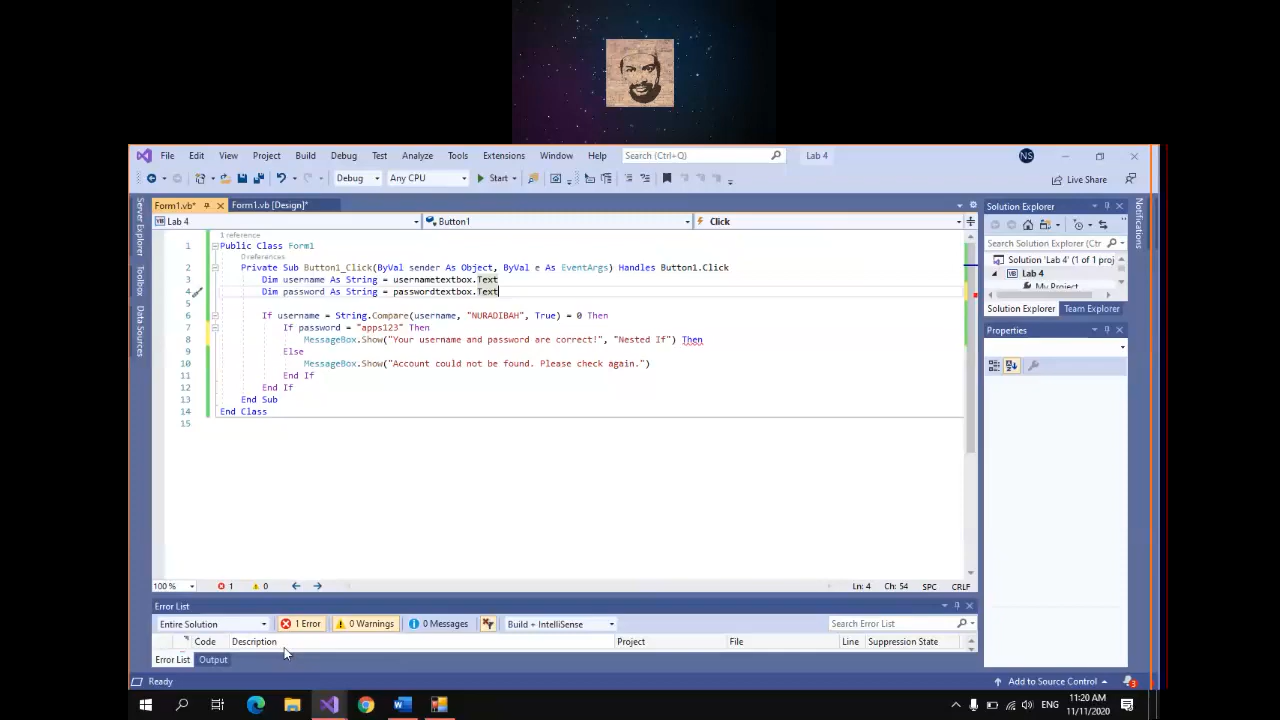 File Edit View Project Build Debug Test Analyze Tools Extensions Window Help Search (Ctrl+Q) Lab 4 NS
Debug Any CPU Start Live Share
Form1.vb* Form1.vb [Design]* Solution Explorer
Lab 4 Button1 Click
Server Explorer
Toolbox
Data Sources
Notifications
Search Solution Explorer (Ctr
Solution 'Lab 4' (1 of 1 proj
Lab 4
My Project
Solution Explorer Team Explorer
Properties
1 reference
1 Public Class Form1
0 references
2 Private Sub Button1_Click(ByVal sender As Object, ByVal e As EventArgs) Handles Button1.Click
3 Dim username As String = usernametextbox.Text
4 Dim password As String = passwordtextbox.Text
5
6 If username = String.Compare(username, "NURADIBAH", True) = 0 Then
7 If password = "apps123" Then
8 MessageBox.Show("Your username and password are correct!", "Nested If") Then
9 Else
10 MessageBox.Show("Account could not be found. Please check again.")
11 End If
12 End If
13 End Sub
14 End Class
15
100 % 1 0 Ln: 4 Ch: 54 SPC CRLF
Error List
Entire Solution 1 Error 0 Warnings 0 Messages Build + IntelliSense Search Error List
Code Description Project File Line Suppression State
Error List Output
Ready Add to Source Control 3
ENG 11:20 AM
11/11/2020